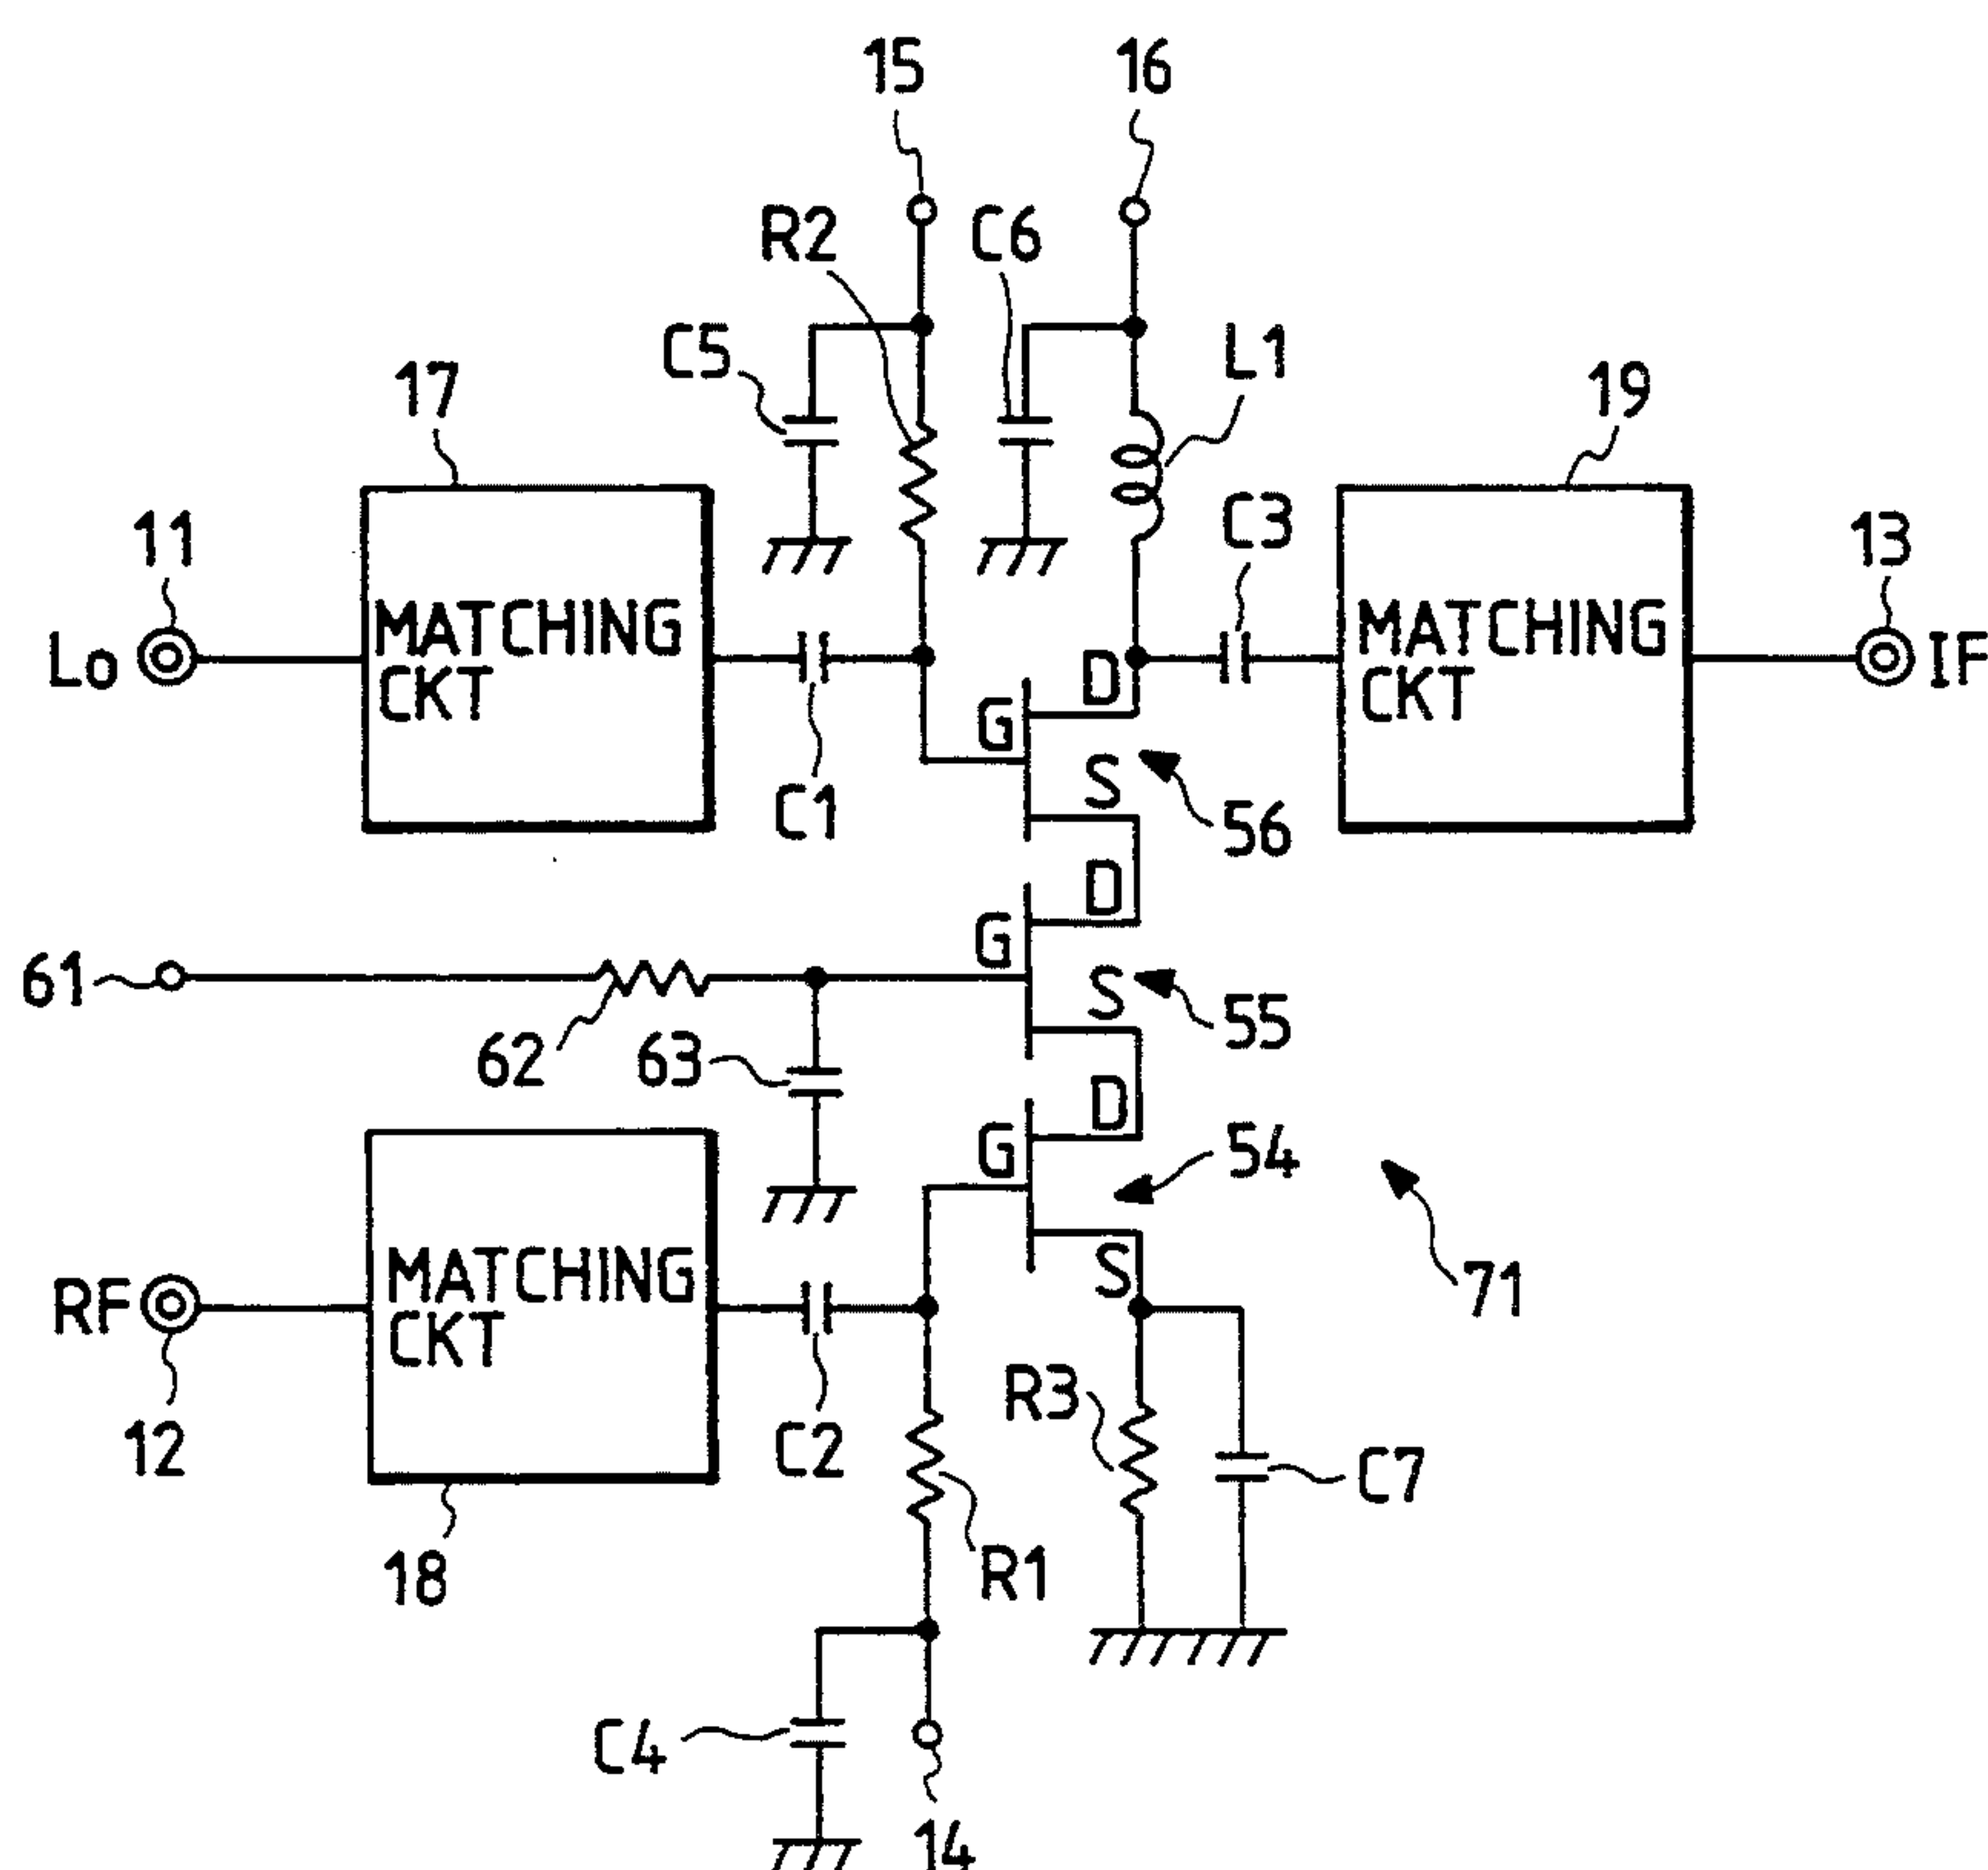 15
16
R2
C6
C5
L1
17
19
11
C3
13
Lo
MATCHING
CKT
D
MATCHING
CKT
IF
G
S
C1
56
D
G
61
S
55
62
63
D
G
54
RF
MATCHING
CKT
S
71
R3
12
C2
C7
18
R1
C4
14